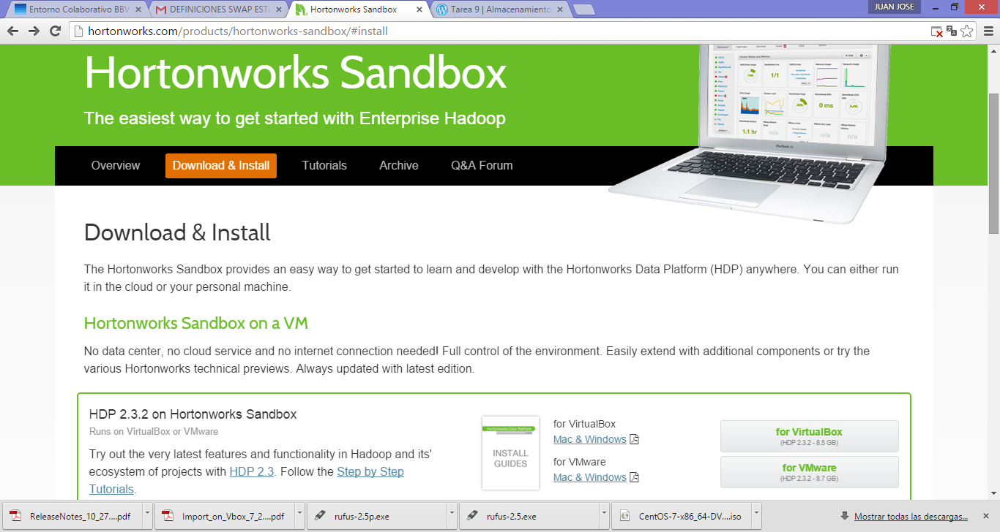 Entorno Colaborativo BBV
DEFINICIONES SWAP EST
Hortonworks Sandbox
Tarea 9 | Almacenamiento
JUAN JOSE
hortonworks.com/products/hortonworks-sandbox/#install
Hortonworks Sandbox
The easiest way to get started with Enterprise Hadoop
Overview
Download & Install
Tutorials
Archive
Q&A Forum
1/1
0 ms
1.1 hr
n/a
n/a
n/a
MacBook Air
Download & Install
The Hortonworks Sandbox provides an easy way to get started to learn and develop with the Hortonworks Data Platform (HDP) anywhere. You can either run
it in the cloud or your personal machine.
Hortonworks Sandbox on a VM
No data center, no cloud service and no internet connection needed! Full control of the environment. Easily extend with additional components or try the
various Hortonworks technical previews. Always updated with latest edition.
HDP 2.3.2 on Hortonworks Sandbox
Runs on VirtualBox or VMware
Try out the very latest features and functionality in Hadoop and its'
ecosystem of projects with HDP 2.3. Follow the Step by Step
Tutorials.
Hortonworks Data Platform
INSTALL
GUIDES
for VirtualBox
Mac & Windows
for VMware
Mac & Windows
for VirtualBox
(HDP 2.3.2 - 8.5 GB)
for VMware
(HDP 2.3.2 - 8.7 GB)
ReleaseNotes_10_27....pdf
Import_on_Vbox_7_2....pdf
rufus-2.5p.exe
rufus-2.5.exe
CentOS-7-x86_64-DV....iso
Mostrar todas las descargas...